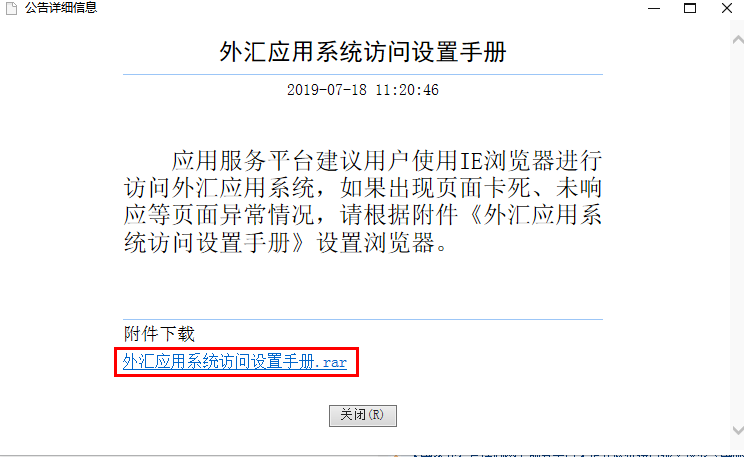 公告详细信息
外汇应用系统访问设置手册
2019-07-18 11:20:46
应用服务平台建议用户使用IE浏览器进行
访问外汇应用系统，如果出现页面卡死、未响
应等页面异常情况，请根据附件《外汇应用系
统访问设置手册》设置浏览器。
附件下载
外汇应用系统访问设置手册.rar
关闭(R)